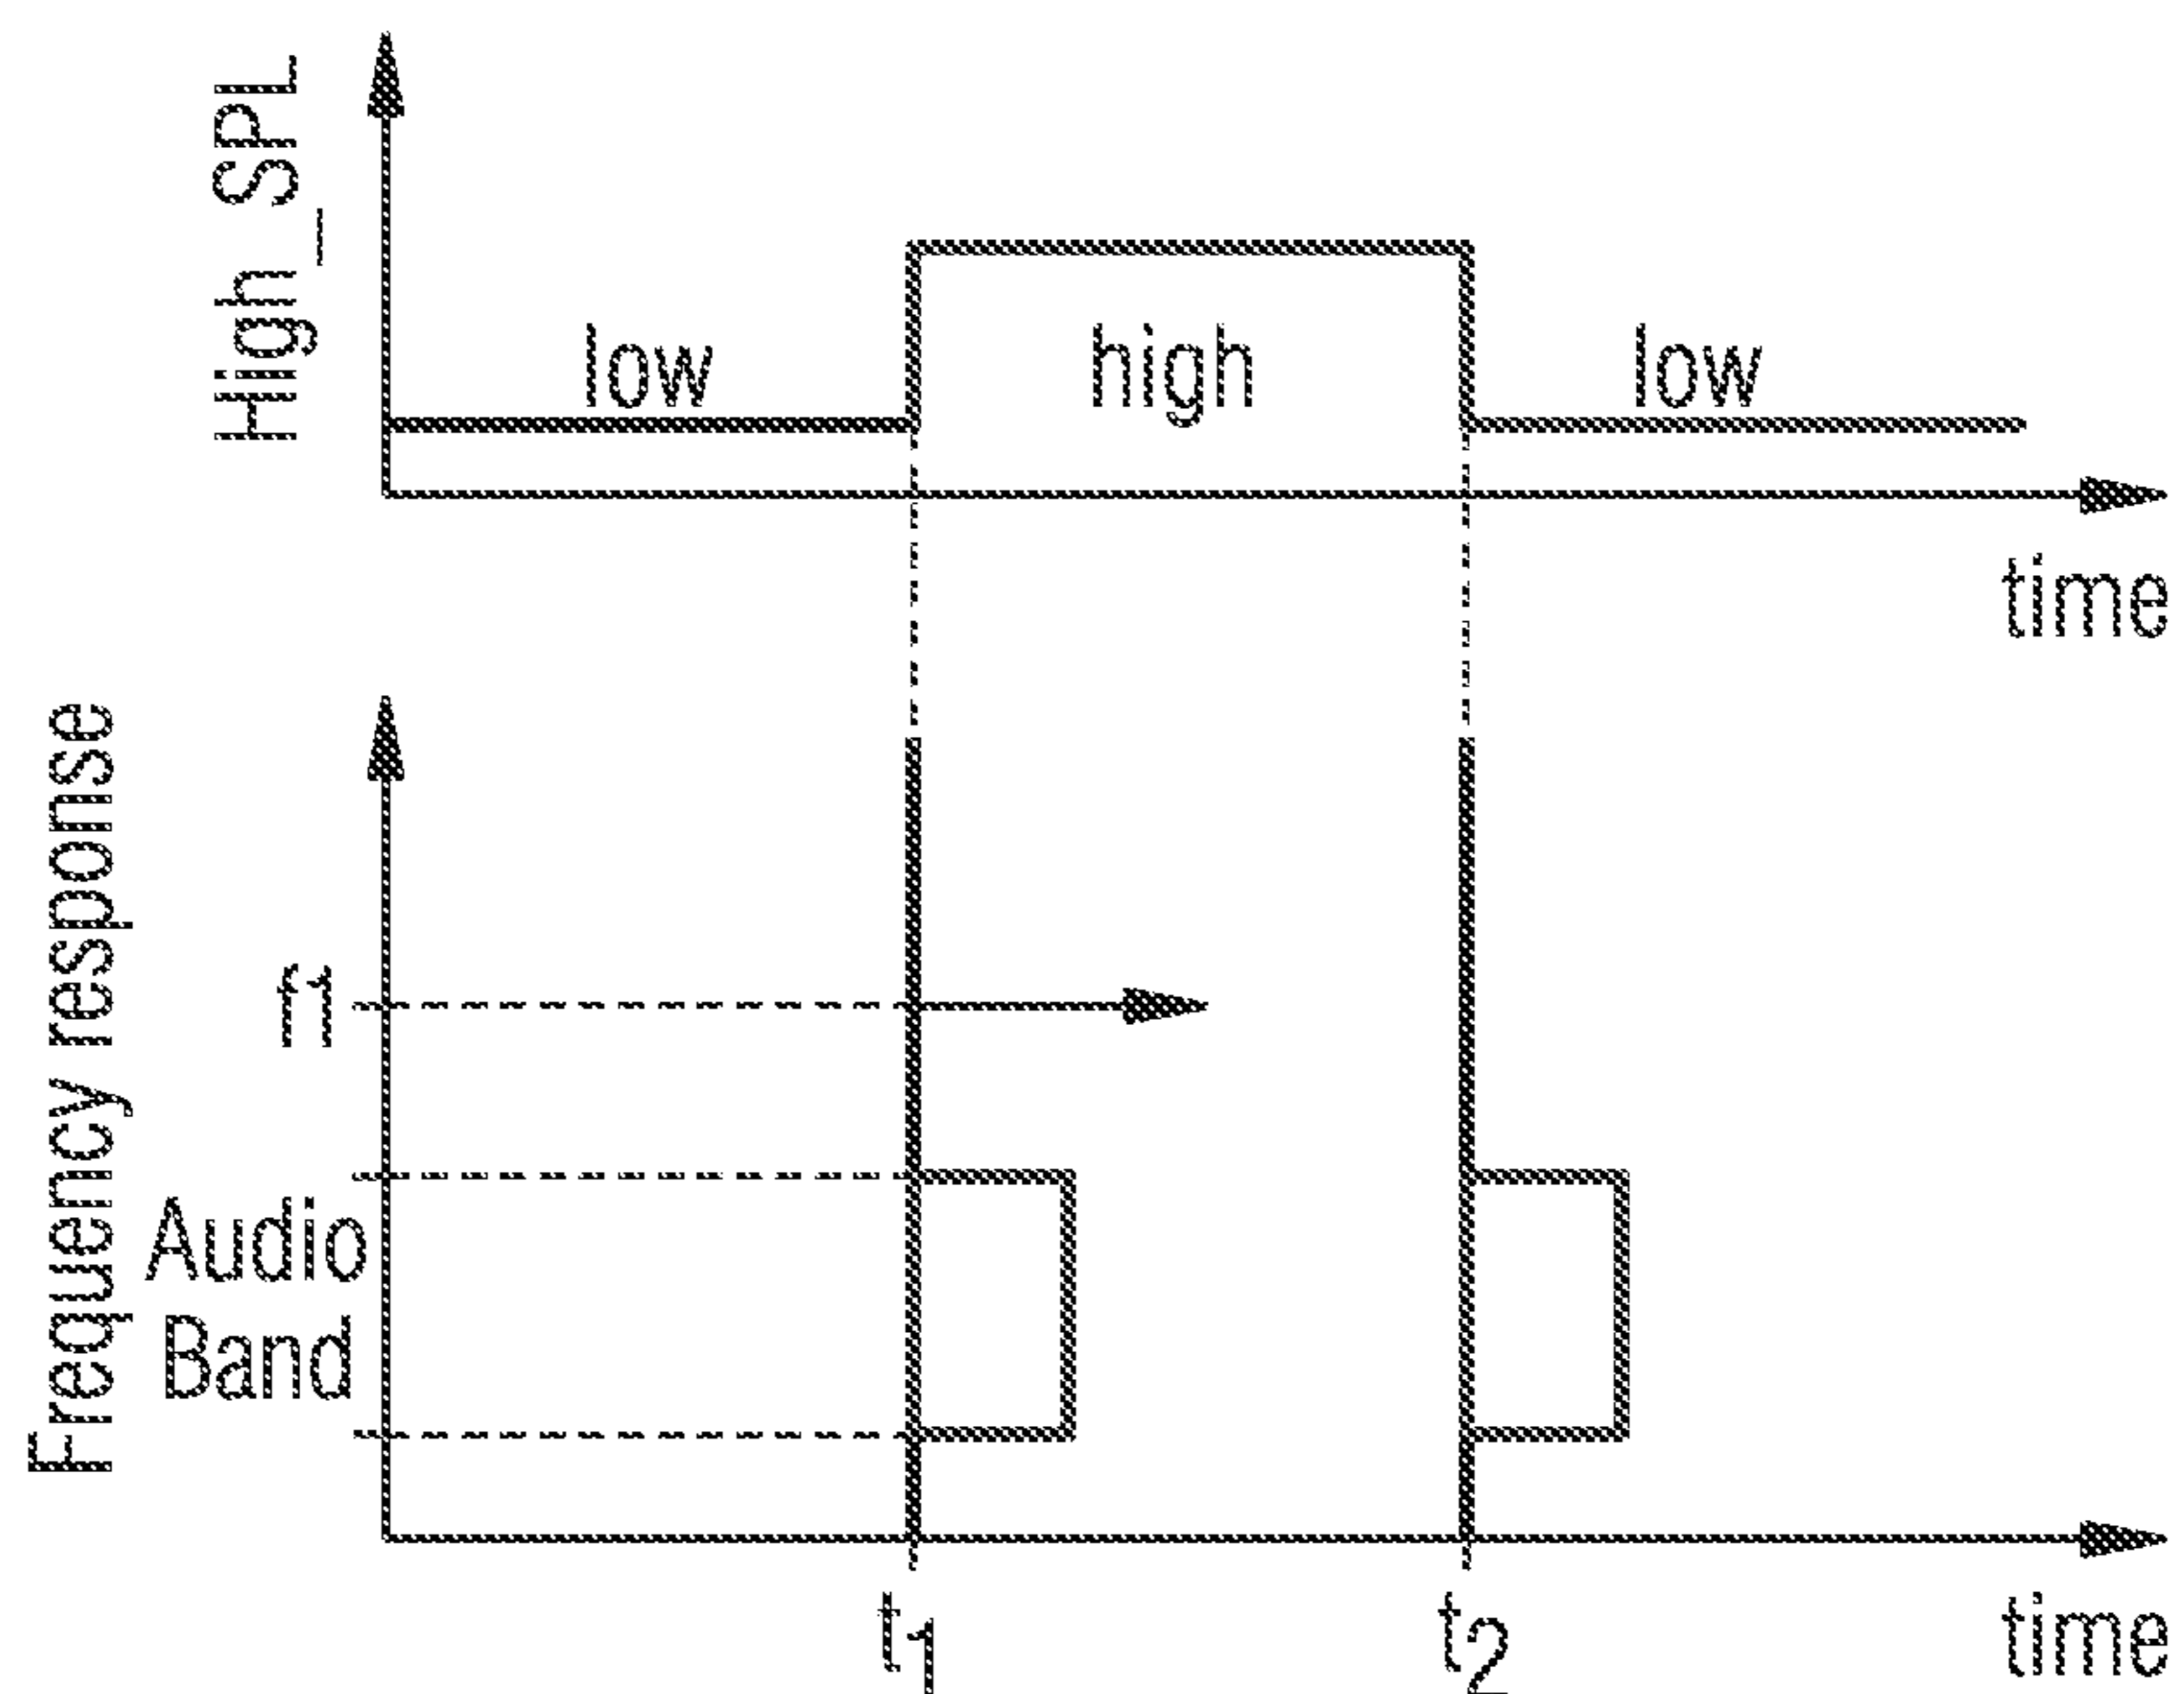 High_SPL
low
high
low
time
Frequency response
f1
Audio
Band
t1
t2
time